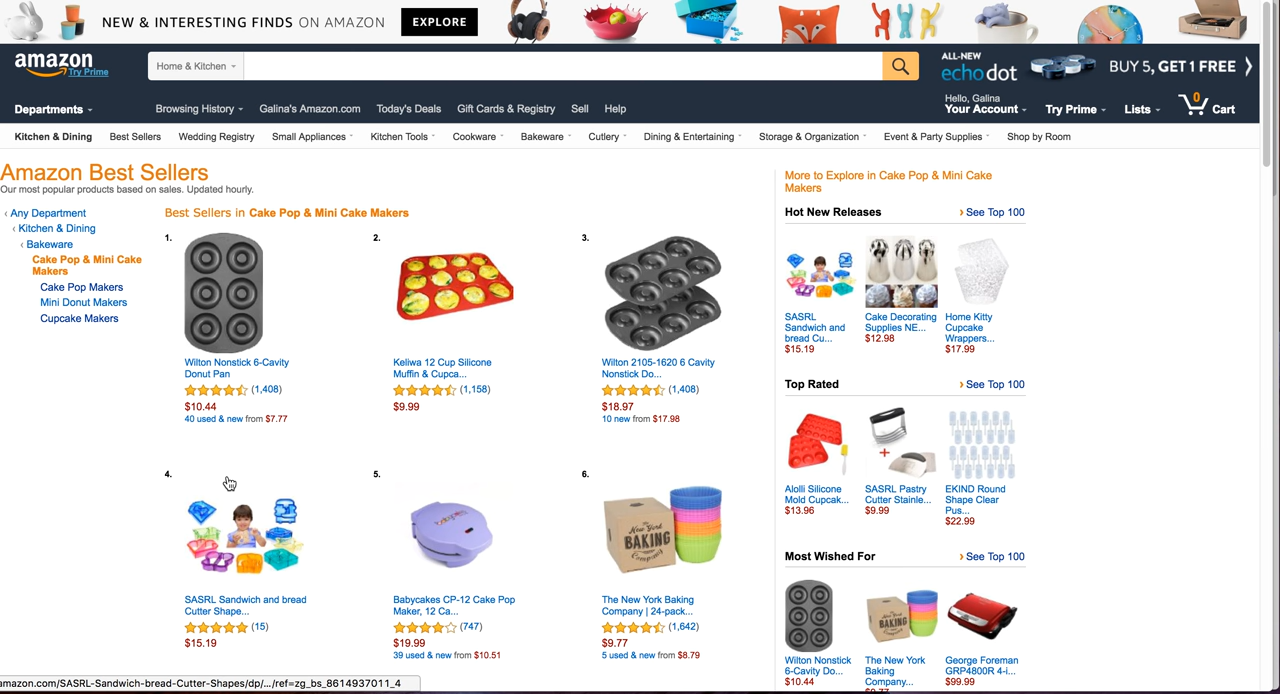 NEW & INTERESTING FINDS ON AMAZON EXPLORE
amazon
Try Prime
Home & Kitchen
ALL-NEW
echo dot
BUY 5, GET 1 FREE
Departments
Browsing History Galina's Amazon.com Today's Deals Gift Cards & Registry Sell Help
Hello, Galina
Your Account Try Prime Lists 0 Cart
Kitchen & Dining Best Sellers Wedding Registry Small Appliances Kitchen Tools Cookware Bakeware Cutlery Dining & Entertaining Storage & Organization Event & Party Supplies Shop by Room
Amazon Best Sellers
Our most popular products based on sales. Updated hourly.
‹ Any Department
‹ Kitchen & Dining
‹ Bakeware
Cake Pop & Mini Cake
Makers
Cake Pop Makers
Mini Donut Makers
Cupcake Makers
Best Sellers in Cake Pop & Mini Cake Makers
1.
Wilton Nonstick 6-Cavity
Donut Pan
(1,408)
$10.44
40 used & new from $7.77
2.
Keliwa 12 Cup Silicone
Muffin & Cupca...
(1,158)
$9.99
3.
Wilton 2105-1620 6 Cavity
Nonstick Do...
(1,408)
$18.97
10 new from $17.98
4.
SASRL Sandwich and bread
Cutter Shape...
(15)
$15.19
5.
Babycakes CP-12 Cake Pop
Maker, 12 Ca...
(747)
$19.99
39 used & new from $10.51
6.
The New York
BAKING
Company
The New York Baking
Company | 24-pack...
(1,642)
$9.77
5 used & new from $8.79
More to Explore in Cake Pop & Mini Cake
Makers
Hot New Releases › See Top 100
SASRL
Sandwich and
bread Cu...
$15.19
Cake Decorating
Supplies NE...
$12.98
Home Kitty
Cupcake
Wrappers...
$17.99
Top Rated › See Top 100
Alolli Silicone
Mold Cupcak...
$13.96
SASRL Pastry
Cutter Stainle...
$9.99
EKIND Round
Shape Clear
Pus...
$22.99
Most Wished For › See Top 100
Wilton Nonstick
6-Cavity Do...
$10.44
BAKING
The New York
Baking
Company...
$9.77
George Foreman
GRP4800R 4-i...
$99.99
amazon.com/SASRL-Sandwich-bread-Cutter-Shapes/dp/.../ref=zg_bs_8614937011_4